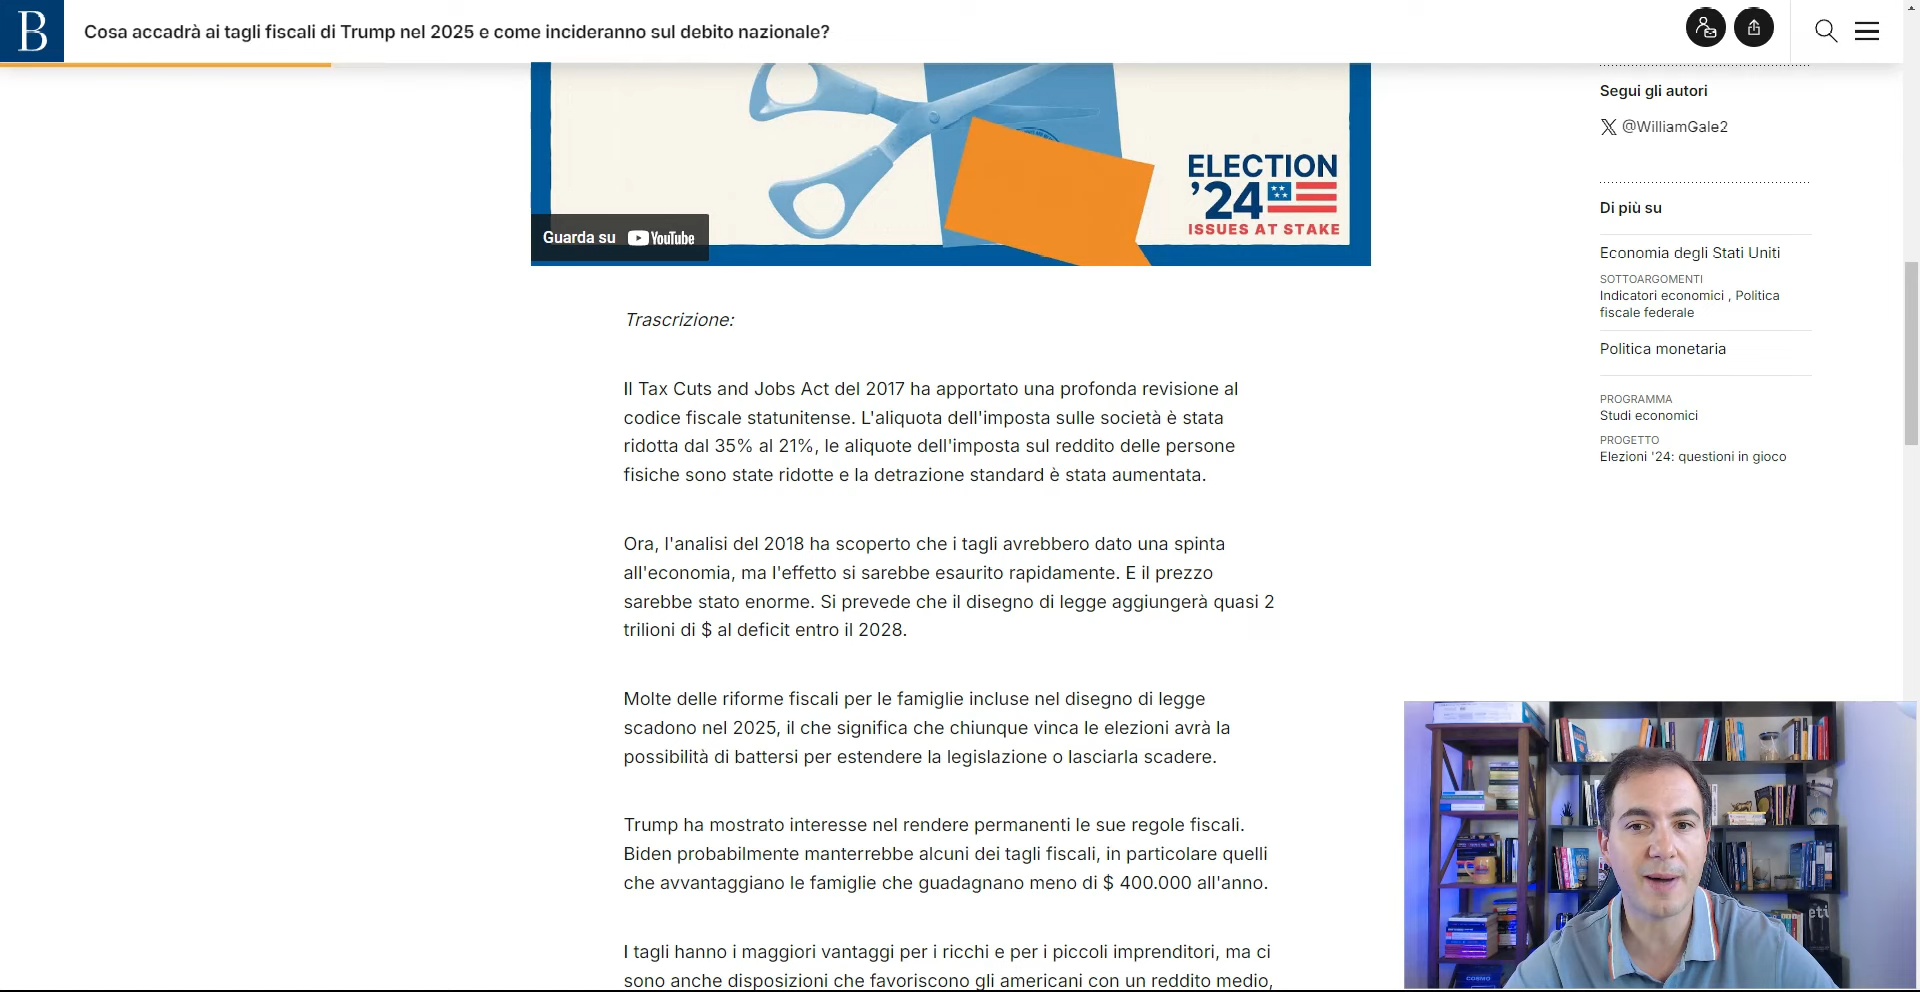 B
Cosa accadrà ai tagli fiscali di Trump nel 2025 e come incideranno sul debito nazionale?
ELECTION
'24
ISSUES AT STAKE
Guarda su YouTube
Trascrizione:
Il Tax Cuts and Jobs Act del 2017 ha apportato una profonda revisione al
codice fiscale statunitense. L'aliquota dell'imposta sulle società è stata
ridotta dal 35% al 21%, le aliquote dell'imposta sul reddito delle persone
fisiche sono state ridotte e la detrazione standard è stata aumentata.
Ora, l'analisi del 2018 ha scoperto che i tagli avrebbero dato una spinta
all'economia, ma l'effetto si sarebbe esaurito rapidamente. E il prezzo
sarebbe stato enorme. Si prevede che il disegno di legge aggiungerà quasi 2
trilioni di $ al deficit entro il 2028.
Molte delle riforme fiscali per le famiglie incluse nel disegno di legge
scadono nel 2025, il che significa che chiunque vinca le elezioni avrà la
possibilità di battersi per estendere la legislazione o lasciarla scadere.
Trump ha mostrato interesse nel rendere permanenti le sue regole fiscali.
Biden probabilmente manterrebbe alcuni dei tagli fiscali, in particolare quelli
che avvantaggiano le famiglie che guadagnano meno di $ 400.000 all'anno.
I tagli hanno i maggiori vantaggi per i ricchi e per i piccoli imprenditori, ma ci
sono anche disposizioni che favoriscono gli americani con un reddito medio,
Segui gli autori
@WilliamGale2
Di più su
Economia degli Stati Uniti
SOTTOARGOMENTI
Indicatori economici , Politica
fiscale federale
Politica monetaria
PROGRAMMA
Studi economici
PROGETTO
Elezioni '24: questioni in gioco